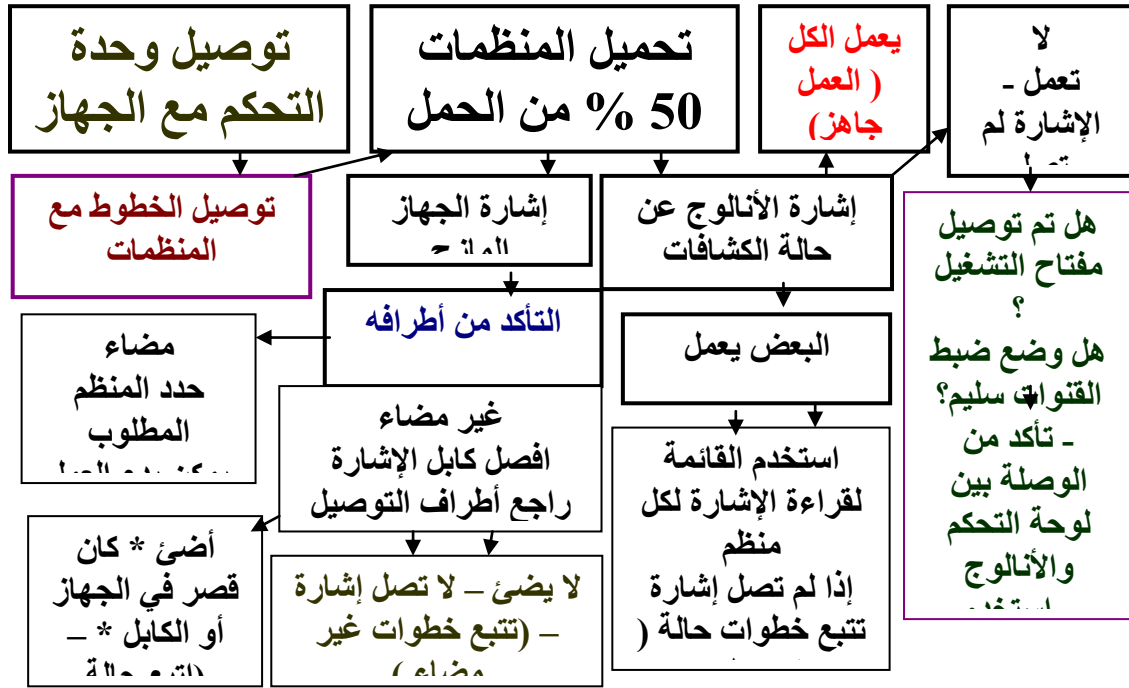 توصيل وحدة
التحكم مع الجهاز
تحميل المنظمات
50 % من الحمل
يعمل الكل
( العمل
جاهز)
لا
تعمل -
الإشارة لم
توصيل الخطوط مع
المنظمات
إشارة الجهاز
إشارة الأنالوج عن
حالة الكشافات
هل تم توصيل
مفتاح التشغيل
؟
هل وضع ضبط
القنوات سليم؟
- تأكد من
الوصلة بين
لوحة التحكم
والأنالوج
التأكد من أطرافه
البعض يعمل
مضاء
حدد المنظم
المطلوب
غير مضاء
افصل كابل الإشارة
راجع أطراف التوصيل
استخدم القائمة
لقراءة الإشارة لكل
منظم
إذا لم تصل إشارة
تتبع خطوات حالة (
أضئ * كان
قصر في الجهاز
أو الكابل * –
لا يضئ – لا تصل إشارة
– (تتبع خطوات غير